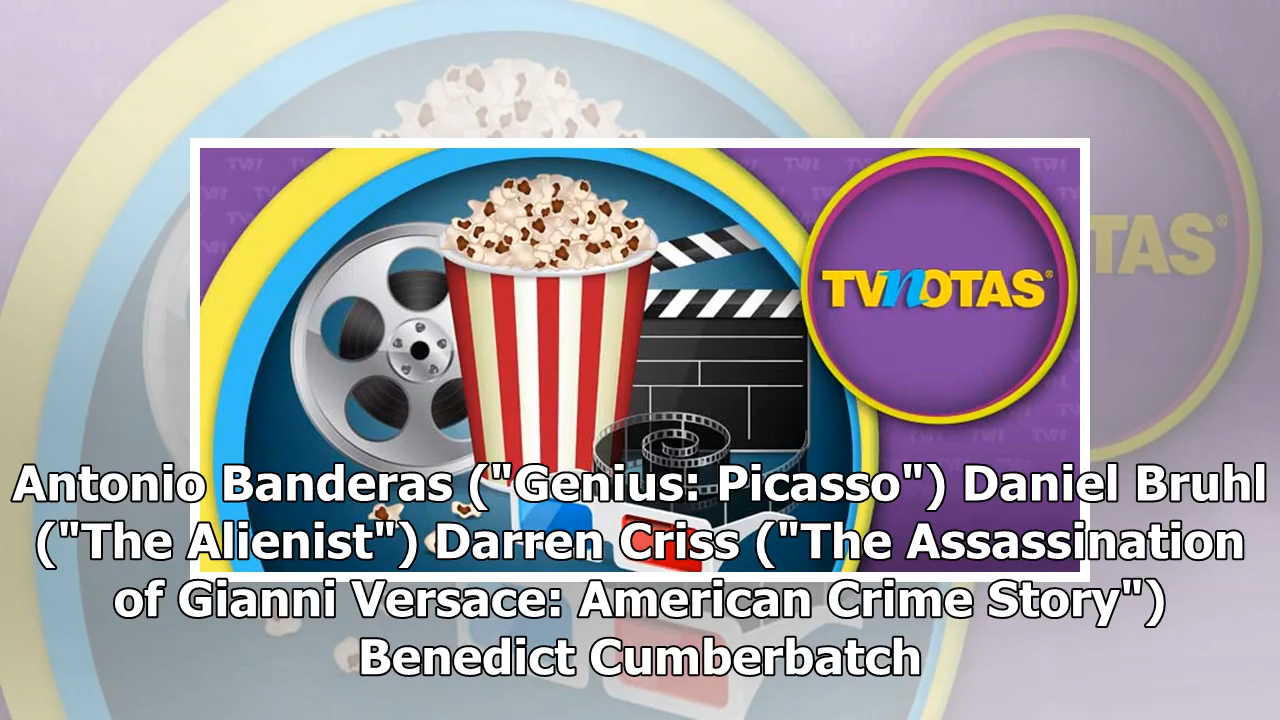 TVnOTAS®
TAS®
Antonio Banderas ("Genius: Picasso") Daniel Bruhl
("The Alienist") Darren Criss ("The Assassination
of Gianni Versace: American Crime Story")
Benedict Cumberbatch